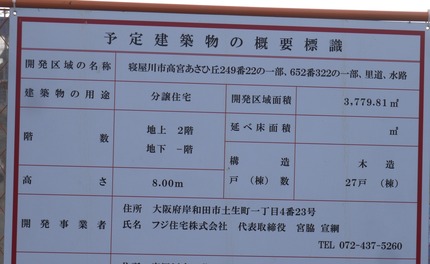 予定建築物の概要標識
開発区域の名称 寝屋川市高宮あさひ丘249番22の一部、652番322の一部、里道、水路
建築物の用途 分譲住宅 開発区域面積 3,779.81㎡
階数 地上 2階 地下 −階 延べ床面積 ㎡
高さ 8.00m 構造 戸(棟)数 木造 27戸(棟)
開発事業者 住所 大阪府岸和田市土生町一丁目4番23号
氏名 フジ住宅株式会社 代表取締役 宮脇 宣綱
TEL 072-437-5260